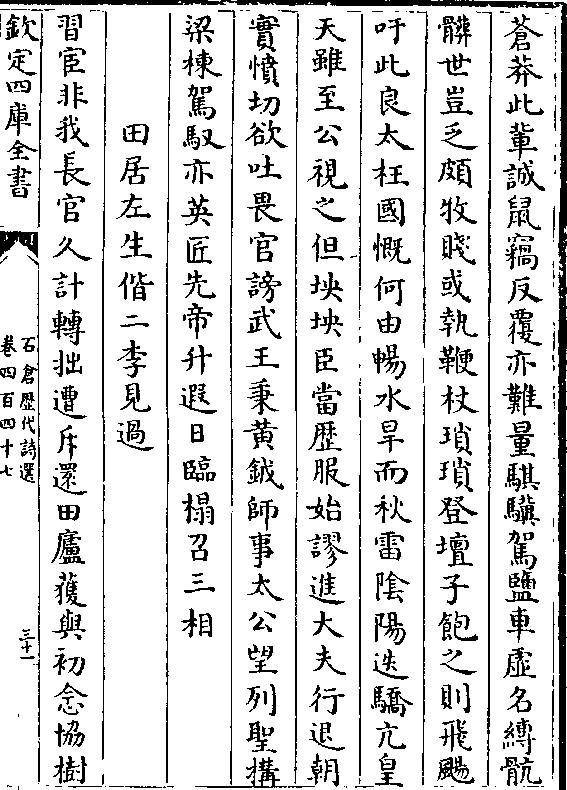 蒼莽此輩誠鼠竊反覆亦難量騏驥駕鹽車虛名縛骯
髒世豈乏頗牧賤或執鞭杖瑣瑣登壇子飽之則飛颺
吁此良太枉國慨何由暢水旱而秋雷陰陽迭驕亢皇
天雖至公視之但坱坱臣當歴服始謬進大夫行退朝
實憤切欲吐畏官謗武王秉黃鉞師事太公望列聖搆
梁棟駕馭亦英匠先帝升遐日臨榻召三相
田居左生偕二李見過
習宦非我長官久計轉拙遭斥還田廬獲與初念協樹
欽定四庫全書
石倉歴代詩選
卷四百四十七
三十一